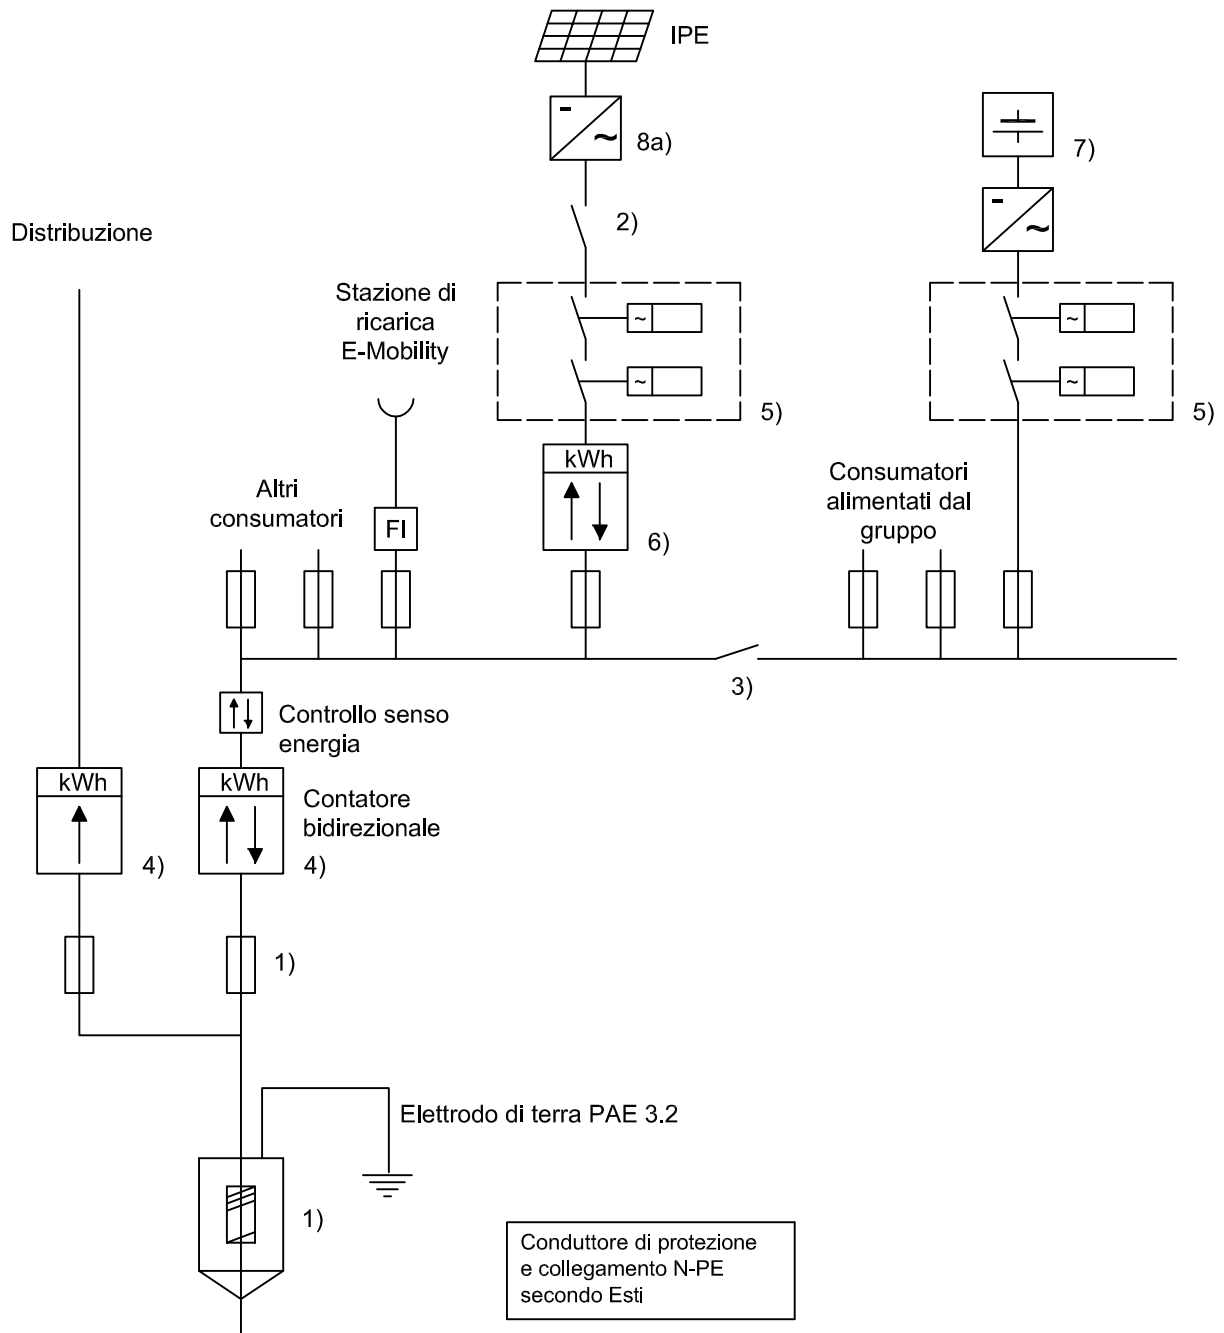 IPE
8a)
7)
2)
Distribuzione
Stazione di
ricarica
E-Mobility
~
~
~
~
5)
5)
kWh
Altri
consumatori
Consumatori
alimentati dal
gruppo
FI
6)
3)
Controllo senso
energia
kWh
kWh
Contatore
bidirezionale
4)
4)
1)
Elettrodo di terra PAE 3.2
1)
Conduttore di protezione
e collegamento N-PE
secondo Esti